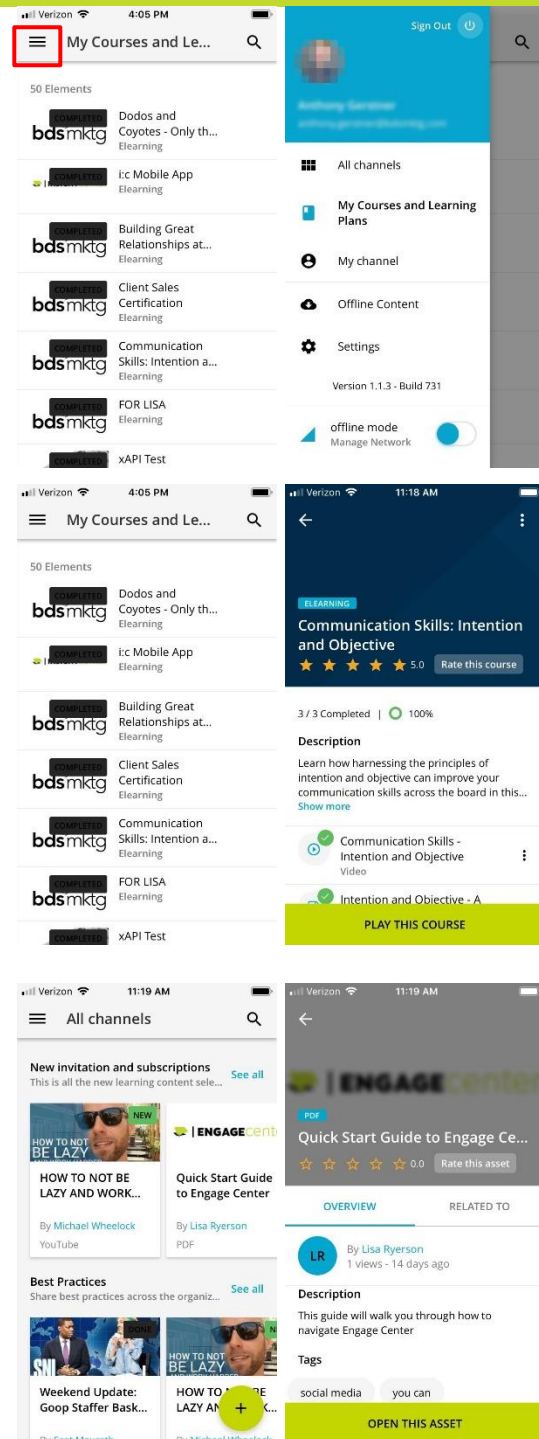 Verizon 4:05 PM
My Courses and Le...
50 Elements
COMPLETED
bdsmktg
Dodos and
Coyotes - Only th...
Elearning
COMPLETED
i:c Mobile App
Elearning
COMPLETED
bdsmktg
Building Great
Relationships at...
Elearning
COMPLETED
bdsmktg
Client Sales
Certification
Elearning
COMPLETED
bdsmktg
Communication
Skills: Intention a...
Elearning
COMPLETED
bdsmktg
FOR LISA
Elearning
COMPLETED
xAPI Test
Sign Out
All channels
My Courses and Learning
Plans
My channel
Offline Content
Settings
Version 1.1.3 - Build 731
offline mode
Manage Network
Verizon 4:05 PM
My Courses and Le...
50 Elements
COMPLETED
bdsmktg
Dodos and
Coyotes - Only th...
Elearning
COMPLETED
i:c Mobile App
Elearning
COMPLETED
bdsmktg
Building Great
Relationships at...
Elearning
COMPLETED
bdsmktg
Client Sales
Certification
Elearning
COMPLETED
bdsmktg
Communication
Skills: Intention a...
Elearning
COMPLETED
bdsmktg
FOR LISA
Elearning
COMPLETED
xAPI Test
Verizon 11:18 AM
ELEARNING
Communication Skills: Intention
and Objective
5.0 Rate this course
3 / 3 Completed | 100%
Description
Learn how harnessing the principles of
intention and objective can improve your
communication skills across the board in this...
Show more
Communication Skills -
Intention and Objective
Video
Intention and Objective - A
PLAY THIS COURSE
Verizon 11:19 AM
All channels
New invitation and subscriptions
This is all the new learning content sele...
See all
NEW
HOW TO NOT
BE LAZY
HOW TO NOT BE
LAZY AND WORK...
By Michael Wheelock
YouTube
| ENGAGEcente
Quick Start Guide
to Engage Center
By Lisa Ryerson
PDF
Best Practices
Share best practices across the organiz...
See all
DONE
SNL
Weekend Update:
Goop Staffer Bask...
HOW TO NOT
BE LAZY
LAZY AN
+
Verizon 11:19 AM
| ENGAGEcenter
PDF
Quick Start Guide to Engage Ce...
0.0 Rate this asset
OVERVIEW
RELATED TO
LR
By Lisa Ryerson
1 views - 14 days ago
Description
This guide will walk you through how to
navigate Engage Center
Tags
social media
you can
OPEN THIS ASSET